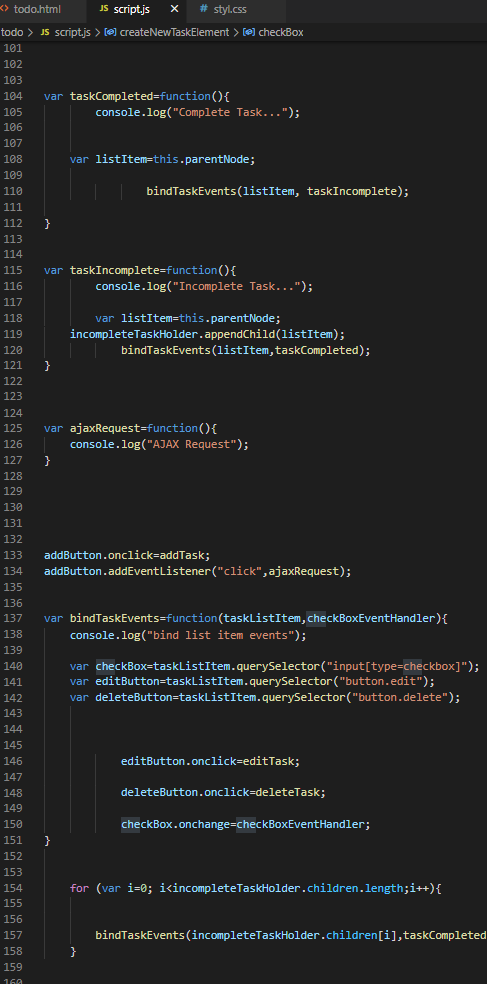 todo.html JS script.js × # styl.css
todo > JS script.js > createNewTaskElement > checkBox
101
102
103
104 var taskCompleted=function(){
105 console.log("Complete Task...");
106
107
108 var listItem=this.parentNode;
109
110 bindTaskEvents(listItem, taskIncomplete);
111
112 }
113
114
115 var taskIncomplete=function(){
116 console.log("Incomplete Task...");
117
118 var listItem=this.parentNode;
119 incompleteTaskHolder.appendChild(listItem);
120 bindTaskEvents(listItem,taskCompleted);
121 }
122
123
124
125 var ajaxRequest=function(){
126 console.log("AJAX Request");
127 }
128
129
130
131
132
133 addButton.onclick=addTask;
134 addButton.addEventListener("click",ajaxRequest);
135
136
137 var bindTaskEvents=function(taskListItem,checkBoxEventHandler){
138 console.log("bind list item events");
139
140 var checkBox=taskListItem.querySelector("input[type=checkbox]");
141 var editButton=taskListItem.querySelector("button.edit");
142 var deleteButton=taskListItem.querySelector("button.delete");
143
144
145
146 editButton.onclick=editTask;
147
148 deleteButton.onclick=deleteTask;
149
150 checkBox.onchange=checkBoxEventHandler;
151 }
152
153
154 for (var i=0; i<incompleteTaskHolder.children.length;i++){
155
156
157 bindTaskEvents(incompleteTaskHolder.children[i],taskCompleted
158 }
159
160